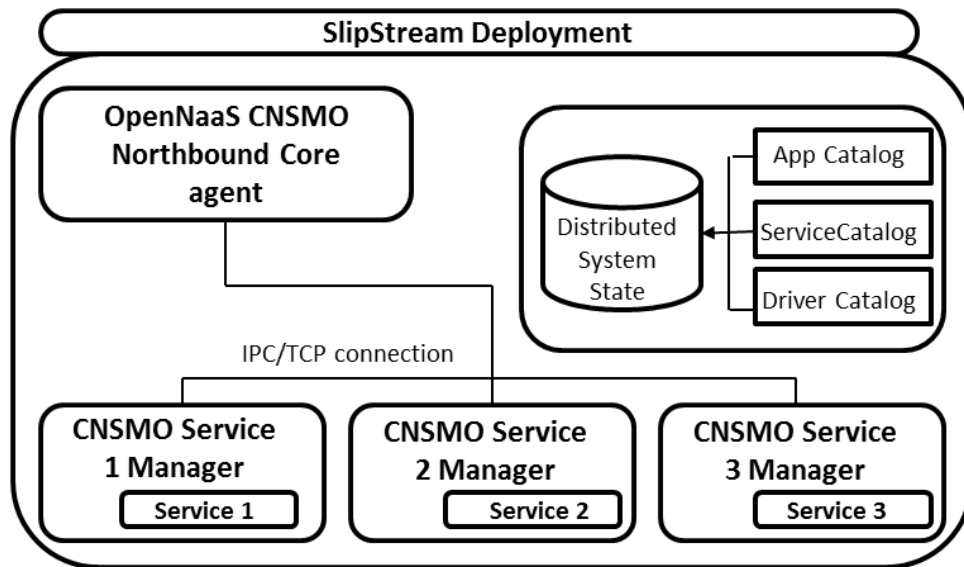 SlipStream Deployment
OpenNaaS CNSMO
Northbound Core
agent
Distributed
System
State
App Catalog
ServiceCatalog
Driver Catalog
IPC/TCP connection
CNSMO Service
1 Manager
Service 1
CNSMO Service
2 Manager
Service 2
CNSMO Service
3 Manager
Service 3